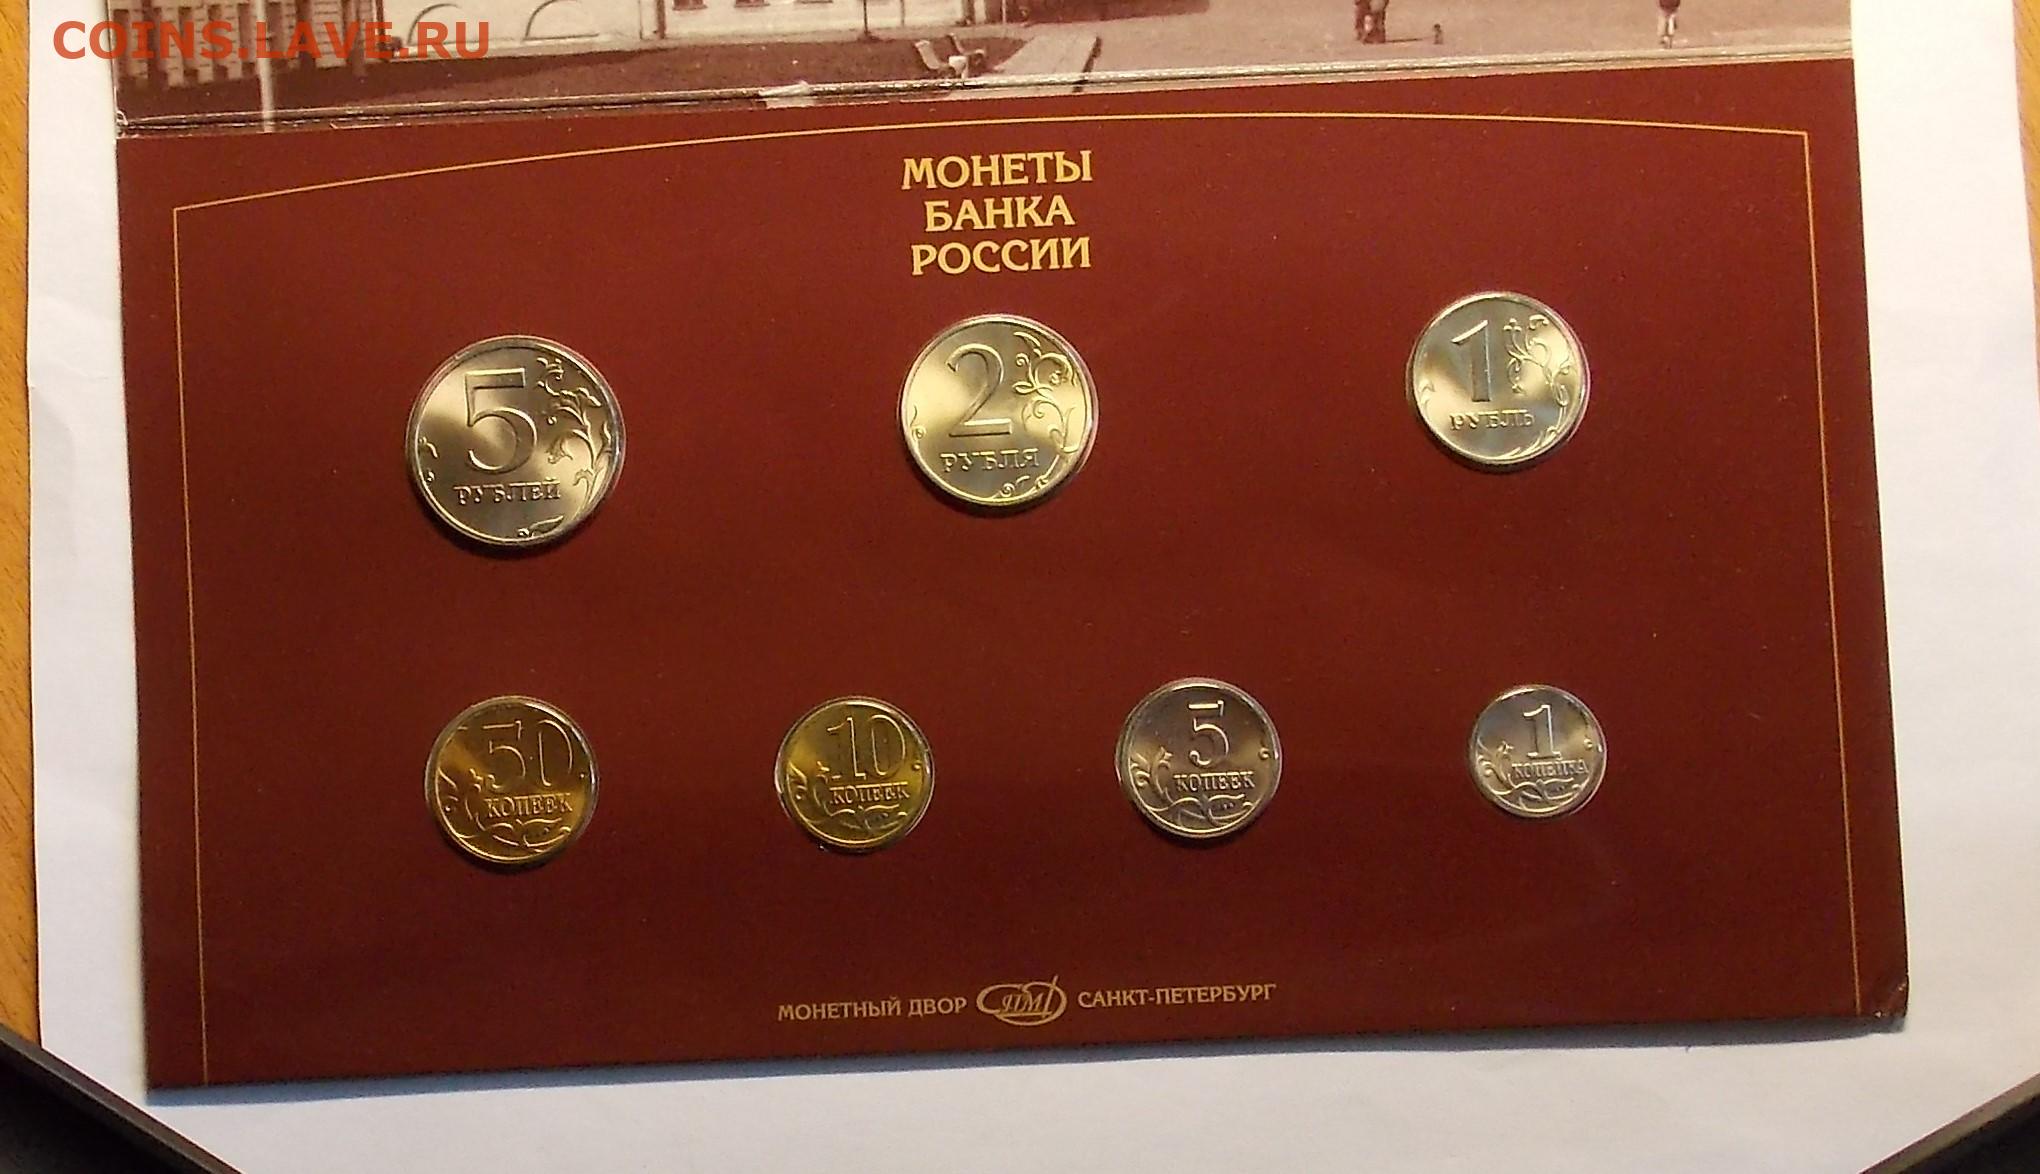 COINS.LAVE.RU
МОНЕТЫ
БАНКА
РОССИИ
5
РУБЛЕЙ
2
РУБЛЯ
1
РУБЛЬ
50
КОПЕЕК
10
КОПЕЕК
5
КОПЕЕК
1
КОПЕЙКА
МОНЕТНЫЙ ДВОР СПМД САНКТ-ПЕТЕРБУРГ